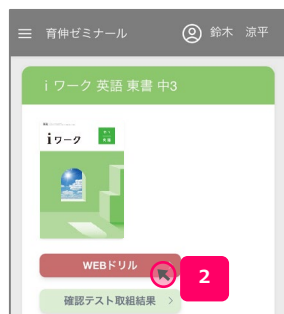 育伸ゼミナール
鈴木 涼平
i ワーク 英語 東書 中3
iワーク
WEBドリル
2
確認テスト取組結果